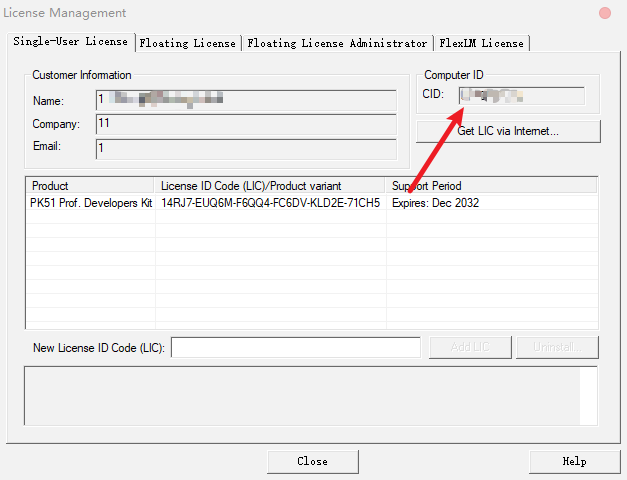 License Management
Single-User License
Floating License
Floating License Administrator
FlexLM License
Customer Information
Name: 1
Company: 11
Email: 1
Computer ID
CID:
Get LIC via Internet...
Product License ID Code (LIC)/Product variant Support Period
PK51 Prof. Developers Kit 14RJ7-EUQ6M-F6QQ4-FC6DV-KLD2E-71CH5 Expires: Dec 2032
New License ID Code (LIC): Add LIC Uninstall...
Close Help